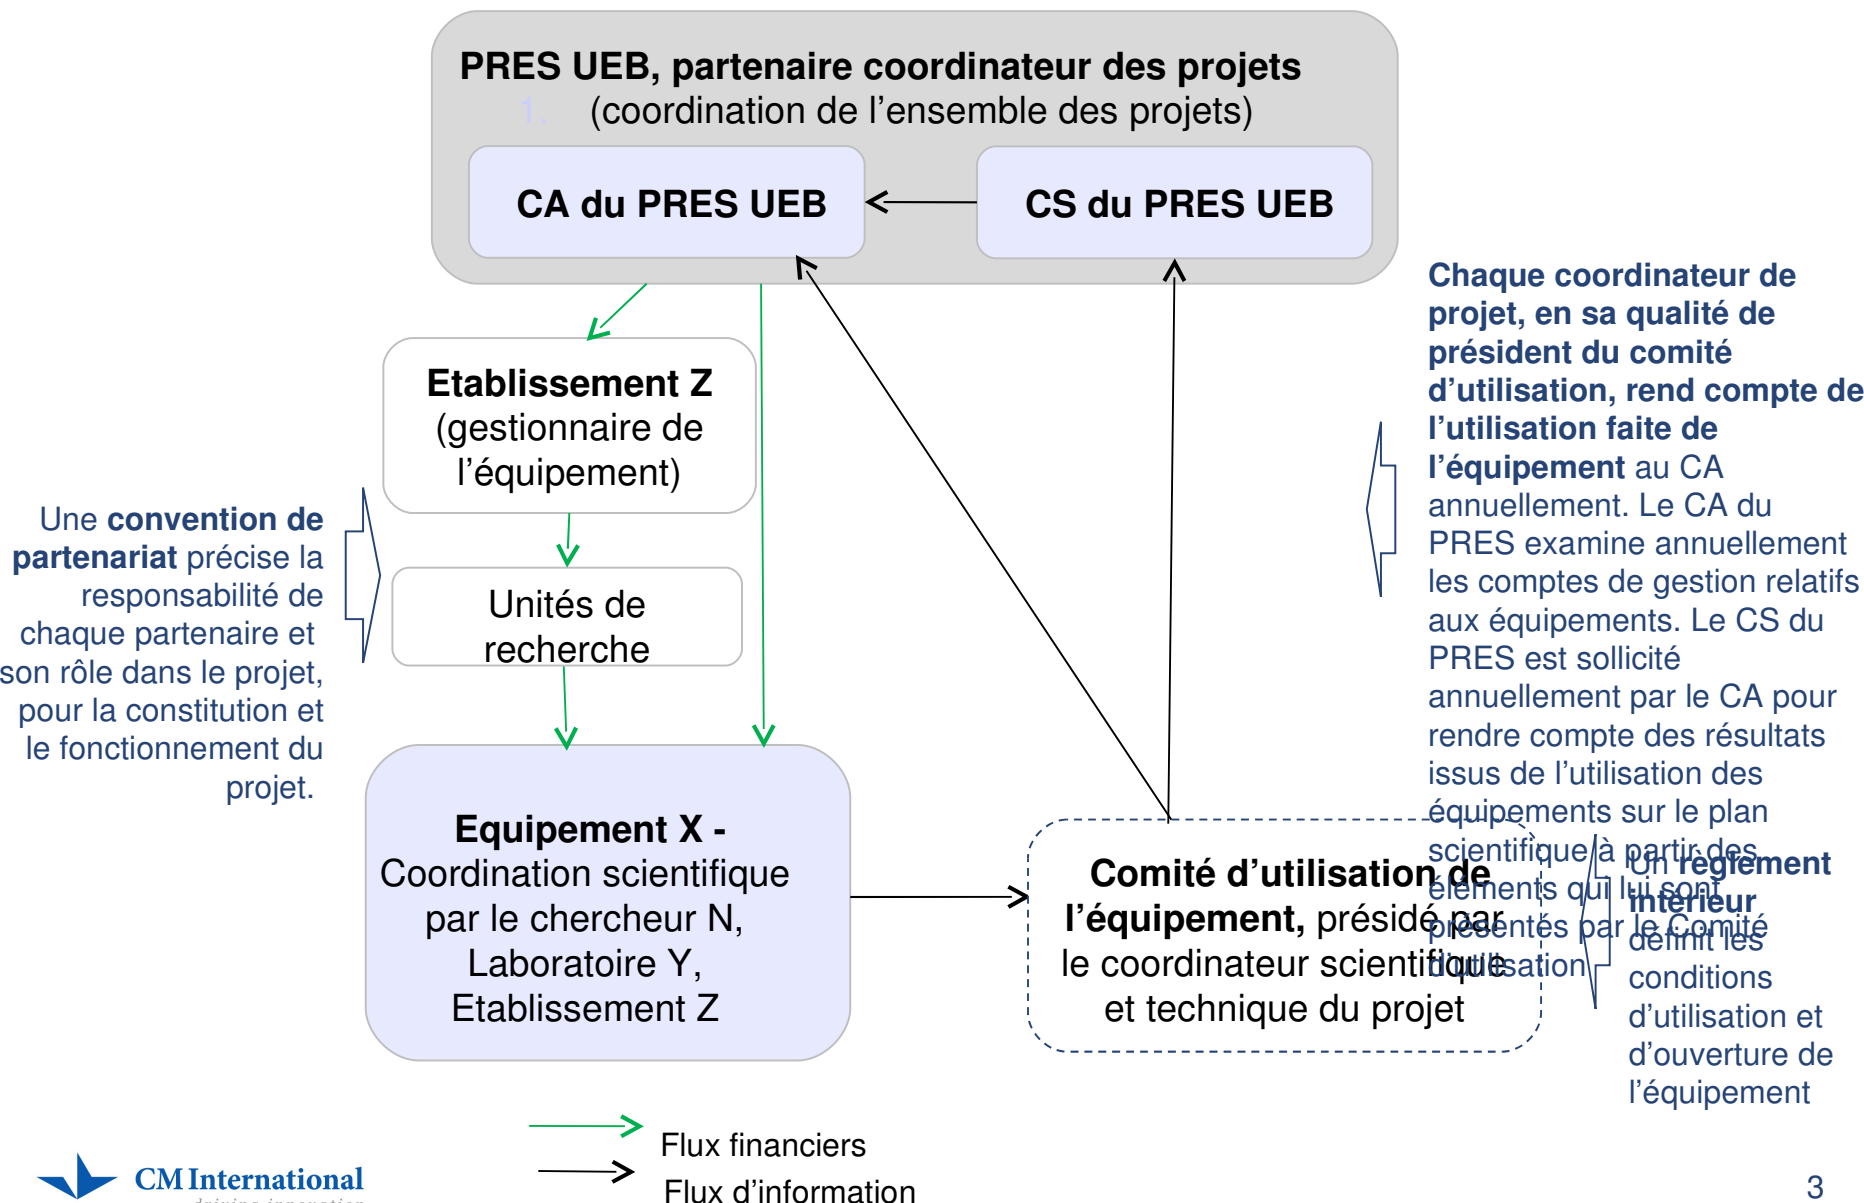 PRES UEB, partenaire coordinateur des projets
1. (coordination de l’ensemble des projets)
CA du PRES UEB
CS du PRES UEB
Etablissement Z
(gestionnaire de
l’équipement)
Unités de
recherche
Une convention de
partenariat précise la
responsabilité de
chaque partenaire et
son rôle dans le projet,
pour la constitution et
le fonctionnement du
projet.
Equipement X -
Coordination scientifique
par le chercheur N,
Laboratoire Y,
Etablissement Z
Comité d’utilisation de
l’équipement, présidé par
le coordinateur scientifique
et technique du projet
Chaque coordinateur de
projet, en sa qualité de
président du comité
d’utilisation, rend compte de
l’utilisation faite de
l’équipement au CA
annuellement. Le CA du
PRES examine annuellement
les comptes de gestion relatifs
aux équipements. Le CS du
PRES est sollicité
annuellement par le CA pour
rendre compte des résultats
issus de l’utilisation des
équipements sur le plan
scientifique à partir des
éléments qui lui sont
présentés par le Comité
d’utilisation
Un règlement
intérieur
définit les
conditions
d’utilisation et
d’ouverture de
l’équipement
Flux financiers
Flux d’information
CM International
driving innovation
3